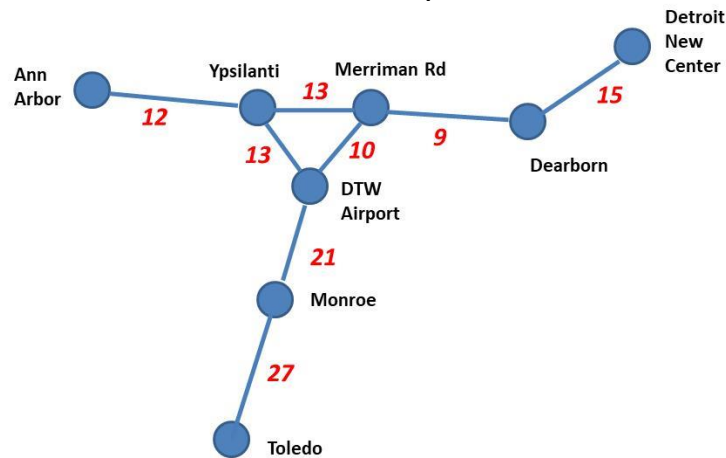 Detroit
New
Center
Ann
Arbor
Ypsilanti
Merriman Rd
12
13
9
15
13
10
Dearborn
DTW
Airport
21
Monroe
27
Toledo